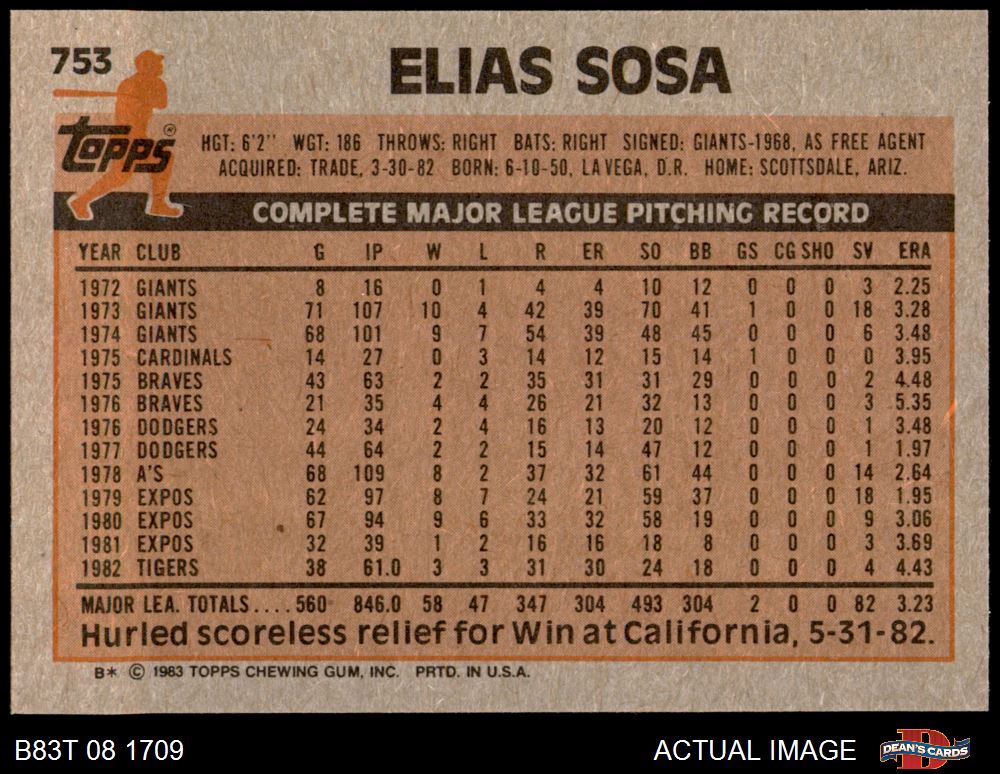 753
ELIAS SOSA
Topps®
HGT: 6'2" WGT: 186 THROWS: RIGHT BATS: RIGHT SIGNED: GIANTS-1968, AS FREE AGENT
ACQUIRED: TRADE, 3-30-82 BORN: 6-10-50, LA VEGA, D.R. HOME: SCOTTSDALE, ARIZ.
COMPLETE MAJOR LEAGUE PITCHING RECORD
YEAR CLUB G IP W L R ER SO BB GS CG SHO SV ERA
1972 GIANTS 8 16 0 1 4 4 10 12 0 0 0 3 2.25
1973 GIANTS 71 107 10 4 42 39 70 41 1 0 0 18 3.28
1974 GIANTS 68 101 9 7 54 39 48 45 0 0 0 6 3.48
1975 CARDINALS 14 27 0 3 14 12 15 14 1 0 0 0 3.95
1975 BRAVES 43 63 2 2 35 31 31 29 0 0 0 2 4.48
1976 BRAVES 21 35 4 4 26 21 32 13 0 0 0 3 5.35
1976 DODGERS 24 34 2 4 16 13 20 12 0 0 0 1 3.48
1977 DODGERS 44 64 2 2 15 14 47 12 0 0 0 1 1.97
1978 A'S 68 109 8 2 37 32 61 44 0 0 0 14 2.64
1979 EXPOS 62 97 8 7 24 21 59 37 0 0 0 18 1.95
1980 EXPOS 67 94 9 6 33 32 58 19 0 0 0 9 3.06
1981 EXPOS 32 39 1 2 16 16 18 8 0 0 0 3 3.69
1982 TIGERS 38 61.0 3 3 31 30 24 18 0 0 0 4 4.43
MAJOR LEA. TOTALS.... 560 846.0 58 47 347 304 493 304 2 0 0 82 3.23
Hurled scoreless relief for Win at California, 5-31-82.
B* © 1983 TOPPS CHEWING GUM, INC. PRTD. IN U.S.A.
B83T 08 1709 ACTUAL IMAGE DEAN'S CARDS